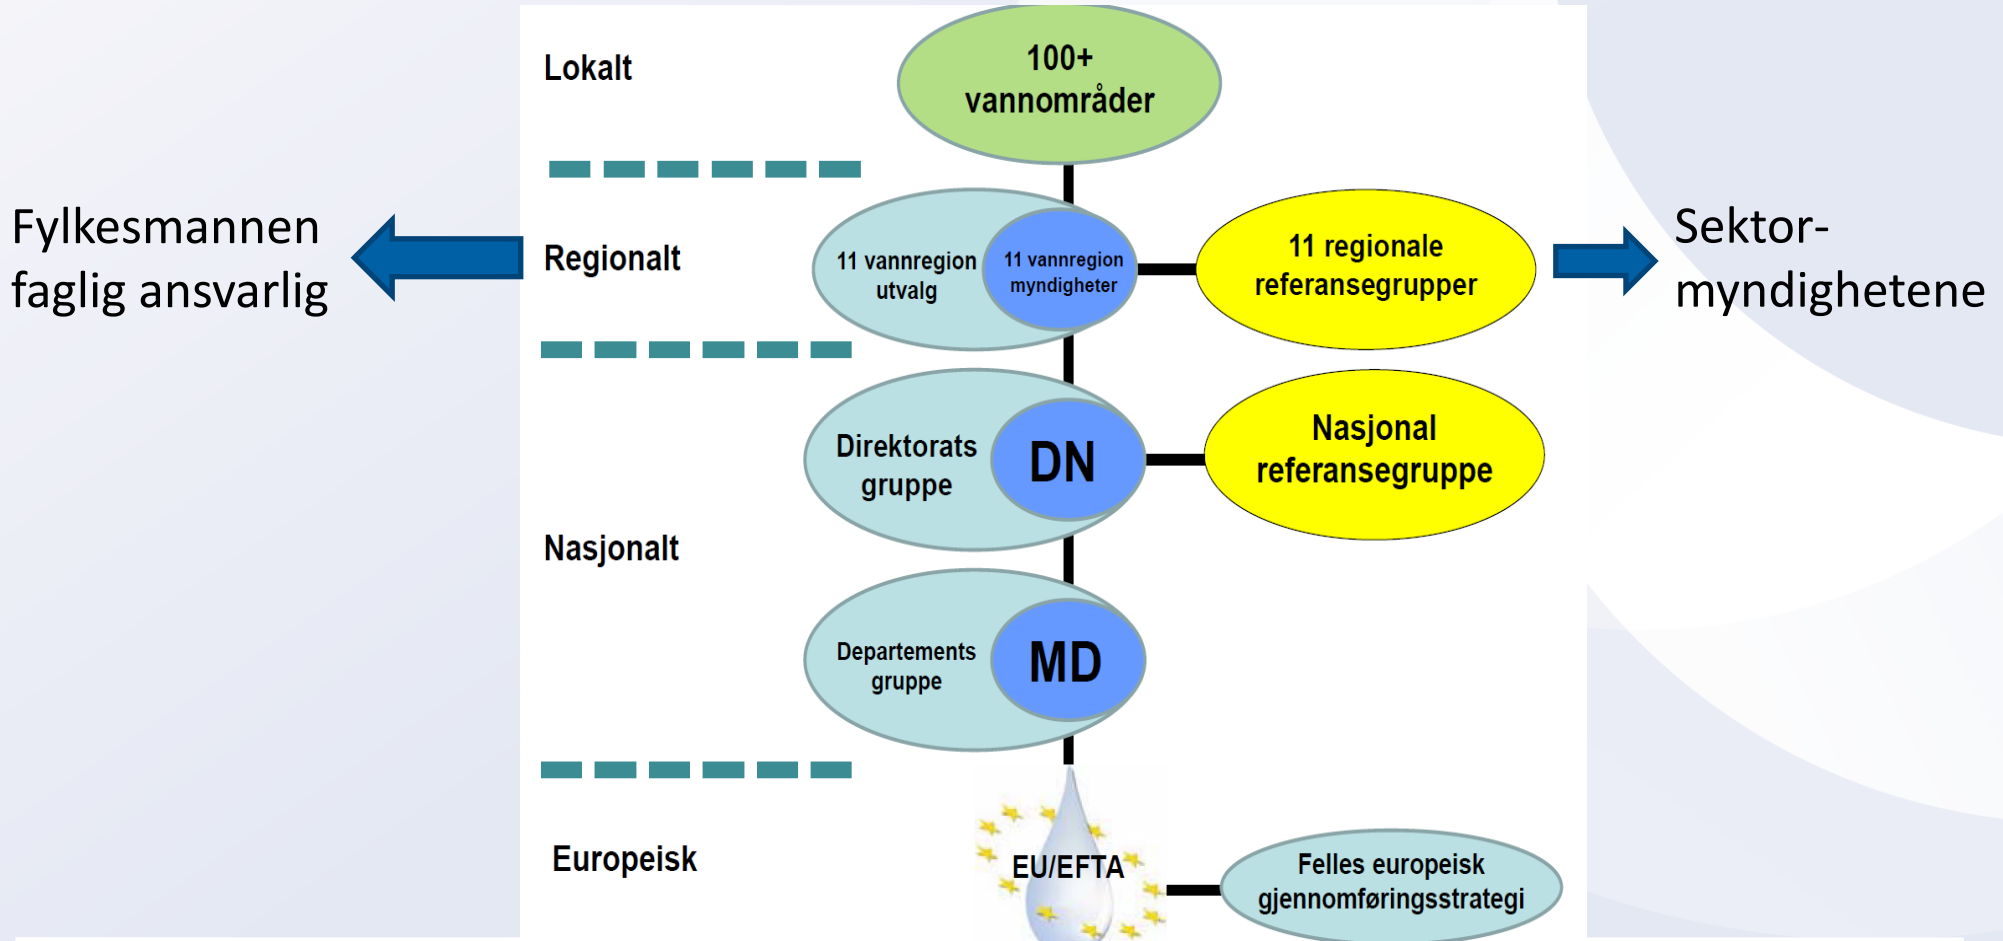 Lokalt
100+
vannområder
Fylkesmannen
faglig ansvarlig
Regionalt
11 vannregion
utvalg
11 vannregion
myndigheter
11 regionale
referansegrupper
Sektor-
myndighetene
Direktorats
gruppe
DN
Nasjonal
referansegruppe
Nasjonalt
Departements
gruppe
MD
Europeisk
EU/EFTA
Felles europeisk
gjennomføringsstrategi